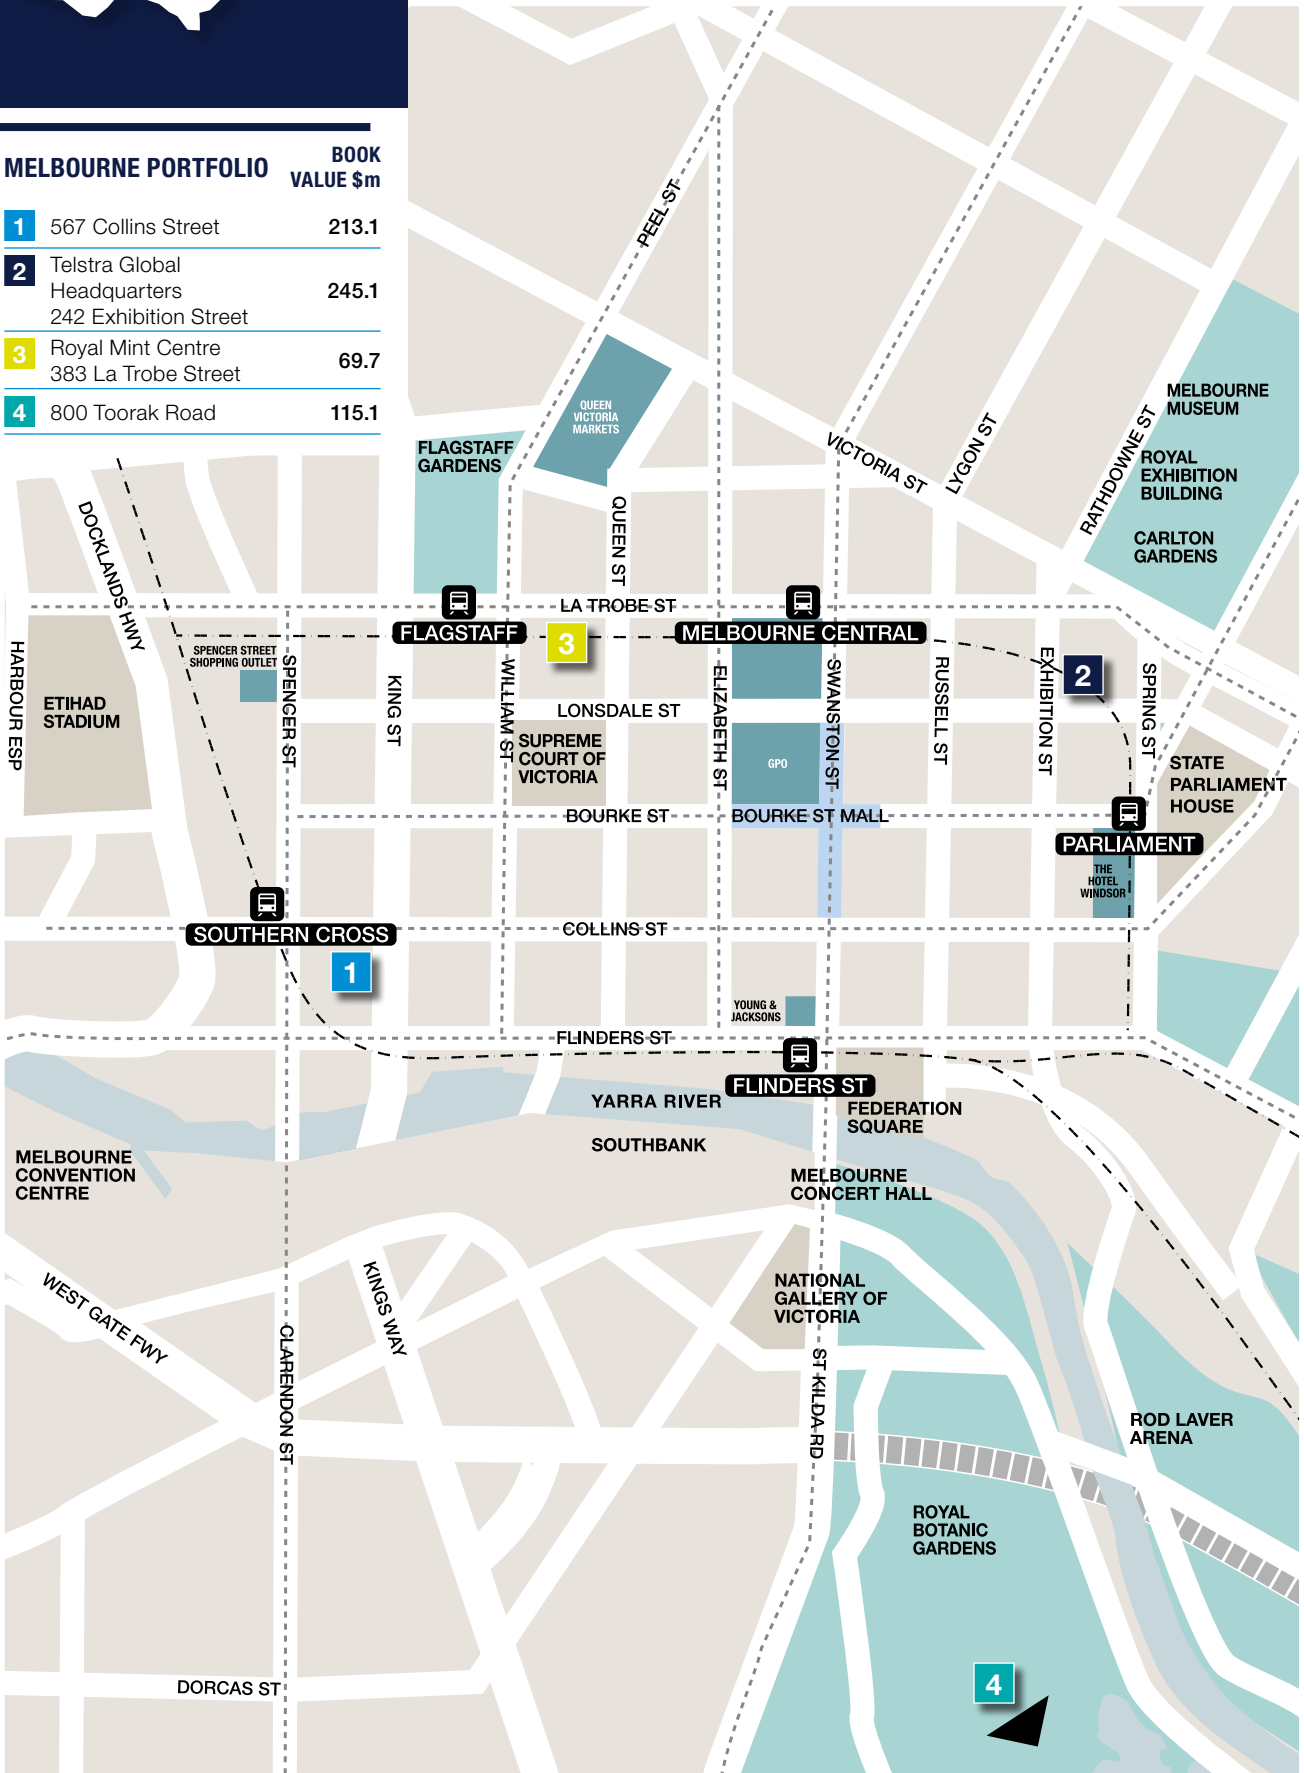 MELBOURNE PORTFOLIO
BOOK
VALUE $m
1 567 Collins Street 213.1
2 Telstra Global
Headquarters
242 Exhibition Street 245.1
3 Royal Mint Centre
383 La Trobe Street 69.7
4 800 Toorak Road 115.1
PEEL ST
QUEEN
VICTORIA
MARKETS
FLAGSTAFF
GARDENS
VICTORIA ST
LYGON ST
RATHDOWNE ST
MELBOURNE
MUSEUM
ROYAL
EXHIBITION
BUILDING
CARLTON
GARDENS
DOCKLANDS HWY
QUEEN ST
LA TROBE ST
FLAGSTAFF
3
MELBOURNE CENTRAL
HARBOUR ESP
SPENCER STREET
SHOPPING OUTLET
SPENCER ST
KING ST
WILLIAM ST
ELIZABETH ST
SWANSTON ST
RUSSELL ST
EXHIBITION ST
2
SPRING ST
ETIHAD
STADIUM
LONSDALE ST
SUPREME
COURT OF
VICTORIA
GPO
STATE
PARLIAMENT
HOUSE
BOURKE ST
BOURKE ST MALL
PARLIAMENT
THE
HOTEL
WINDSOR
SOUTHERN CROSS
COLLINS ST
1
YOUNG &
JACKSONS
FLINDERS ST
FLINDERS ST
YARRA RIVER
FEDERATION
SQUARE
SOUTHBANK
MELBOURNE
CONVENTION
CENTRE
MELBOURNE
CONCERT HALL
WEST GATE FWY
KINGS WAY
CLARENDON ST
NATIONAL
GALLERY OF
VICTORIA
ST KILDA RD
ROD LAVER
ARENA
ROYAL
BOTANIC
GARDENS
DORCAS ST
4